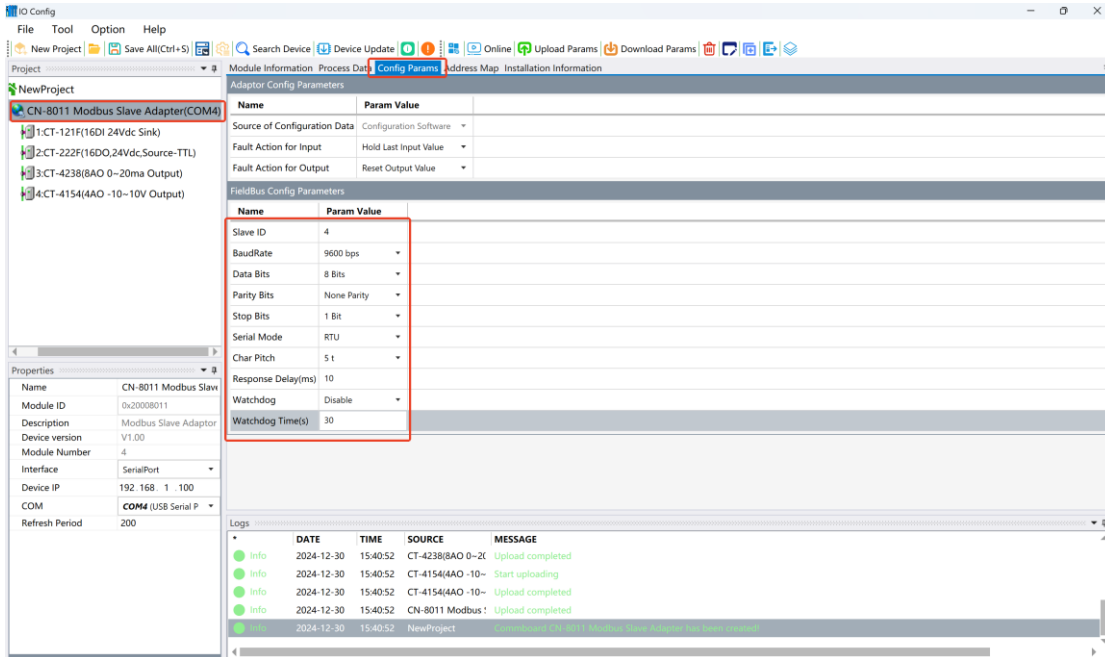 IO Config
File Tool Option Help
New Project Save All(Ctrl+S) Search Device Device Update Online Upload Params Download Params
Project
Module Information Process Data Config Params Address Map Installation Information
NewProject
CN-8011 Modbus Slave Adapter(COM4)
1:CT-121F(16DI 24Vdc Sink)
2:CT-222F(16DO,24Vdc,Source-TTL)
3:CT-4238(8AO 0~20ma Output)
4:CT-4154(4AO -10~10V Output)
Adaptor Config Parameters
Name Param Value
Source of Configuration Data Configuration Software
Fault Action for Input Hold Last Input Value
Fault Action for Output Reset Output Value
FieldBus Config Parameters
Name Param Value
Slave ID 4
BaudRate 9600 bps
Data Bits 8 Bits
Parity Bits None Parity
Stop Bits 1 Bit
Serial Mode RTU
Char Pitch 5 t
Response Delay(ms) 10
Watchdog Disable
Watchdog Time(s) 30
Properties
Name CN-8011 Modbus Slave
Module ID 0x20008011
Description Modbus Slave Adaptor
Device version V1.00
Module Number 4
Interface SerialPort
Device IP 192.168. 1 .100
COM COM4 (USB Serial P
Refresh Period 200
Logs
* DATE TIME SOURCE MESSAGE
Info 2024-12-30 15:40:52 CT-4238(8AO 0~20 Upload completed
Info 2024-12-30 15:40:52 CT-4154(4AO -10~ Start uploading
Info 2024-12-30 15:40:52 CT-4154(4AO -10~ Upload completed
Info 2024-12-30 15:40:52 CN-8011 Modbus Upload completed
Info 2024-12-30 15:40:52 NewProject Commboard CN-8011 Modbus Slave Adapter has been created!